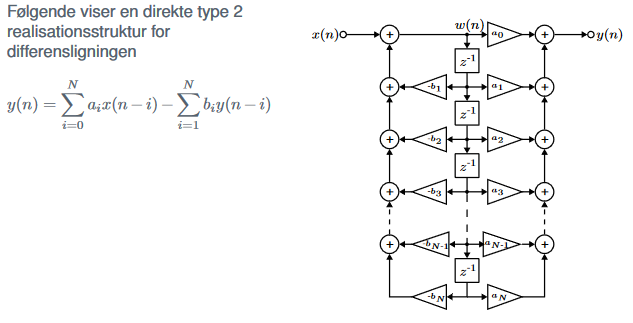 Følgende viser en direkte type 2
realisationsstruktur for
differensligningen
y(n) = \sum_{i=0}^{N} a_i x(n − i) − \sum_{i=1}^{N} b_i y(n − i)
x(n) + w(n) a_0 + y(n)
z^{-1}
+ -b_1 a_1 +
z^{-1}
+ -b_2 a_2 +
z^{-1}
+ -b_3 a_3 +
+ -b_{N-1} a_{N-1} +
z^{-1}
-b_N a_N